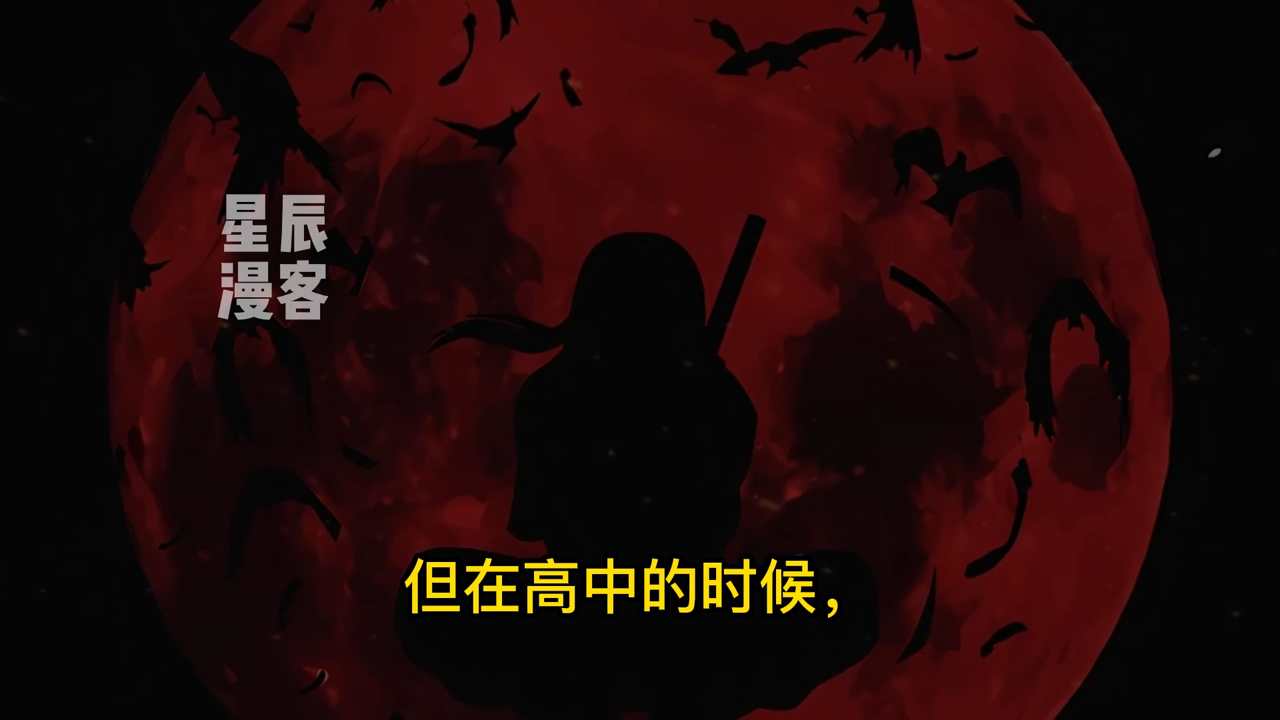 星辰
漫客
但在高中的时候，